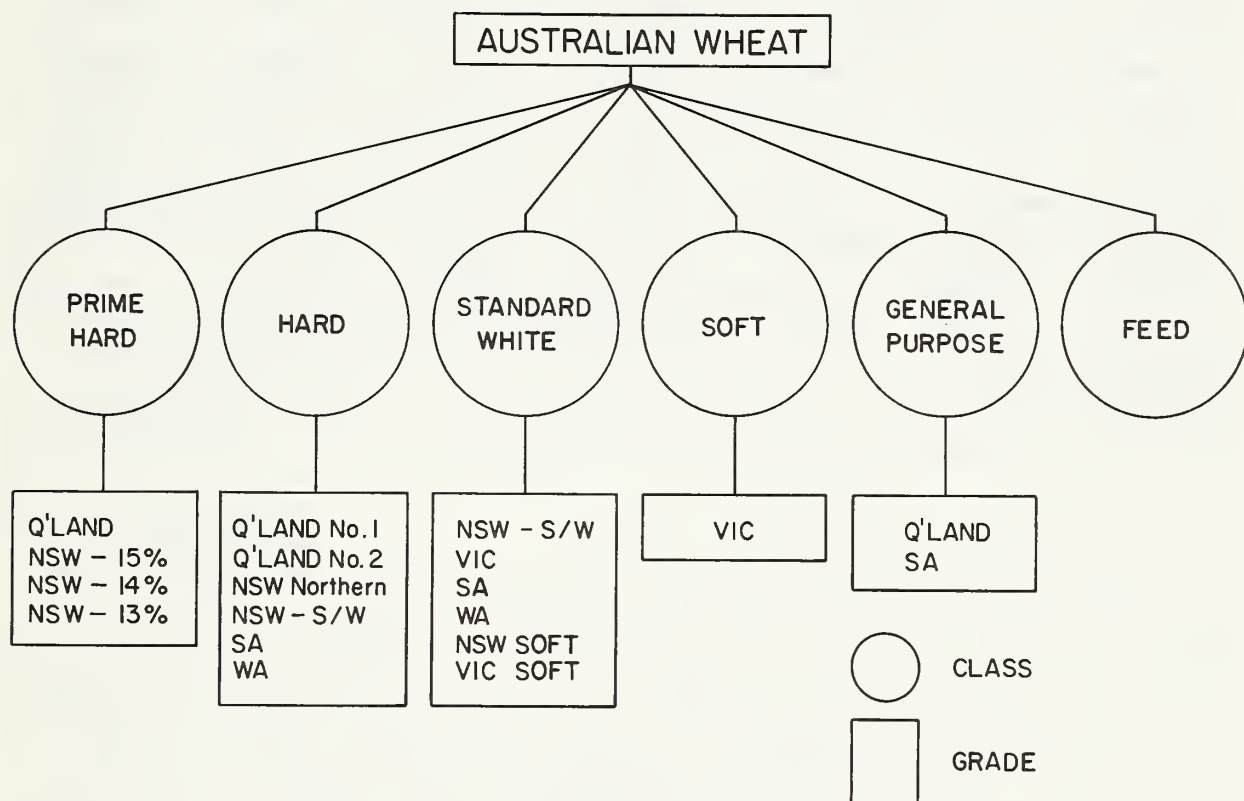 AUSTRALIAN WHEAT
PRIME
HARD
HARD
STANDARD
WHITE
SOFT
GENERAL
PURPOSE
FEED
Q'LAND
NSW – 15%
NSW – 14%
NSW – 13%
Q'LAND No. 1
Q'LAND No. 2
NSW Northern
NSW – S/W
SA
WA
NSW – S/W
VIC
SA
WA
NSW SOFT
VIC SOFT
VIC
Q'LAND
SA
CLASS
GRADE